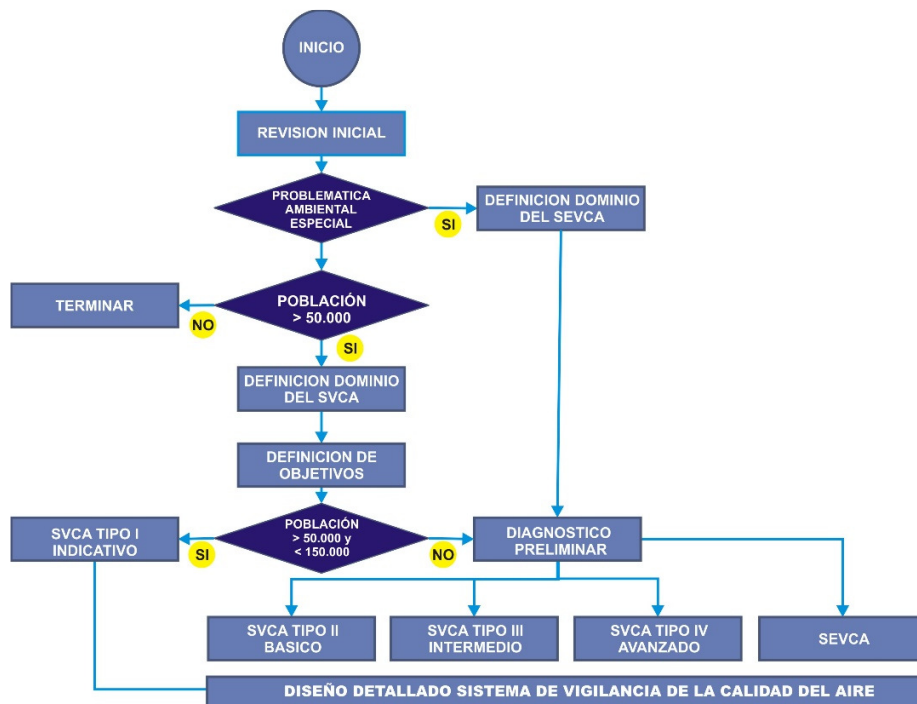 INICIO
REVISION INICIAL
PROBLEMATICA
AMBIENTAL
ESPECIAL
SI
DEFINICION DOMINIO
DEL SEVCA
POBLACIÓN
> 50.000
NO
TERMINAR
SI
DEFINICION DOMINIO
DEL SVCA
DEFINICION DE
OBJETIVOS
POBLACIÓN
> 50.000 y
< 150.000
SI
SVCA TIPO I
INDICATIVO
NO
DIAGNOSTICO
PRELIMINAR
SVCA TIPO II
BASICO
SVCA TIPO III
INTERMEDIO
SVCA TIPO IV
AVANZADO
SEVCA
DISEÑO DETALLADO SISTEMA DE VIGILANCIA DE LA CALIDAD DEL AIRE